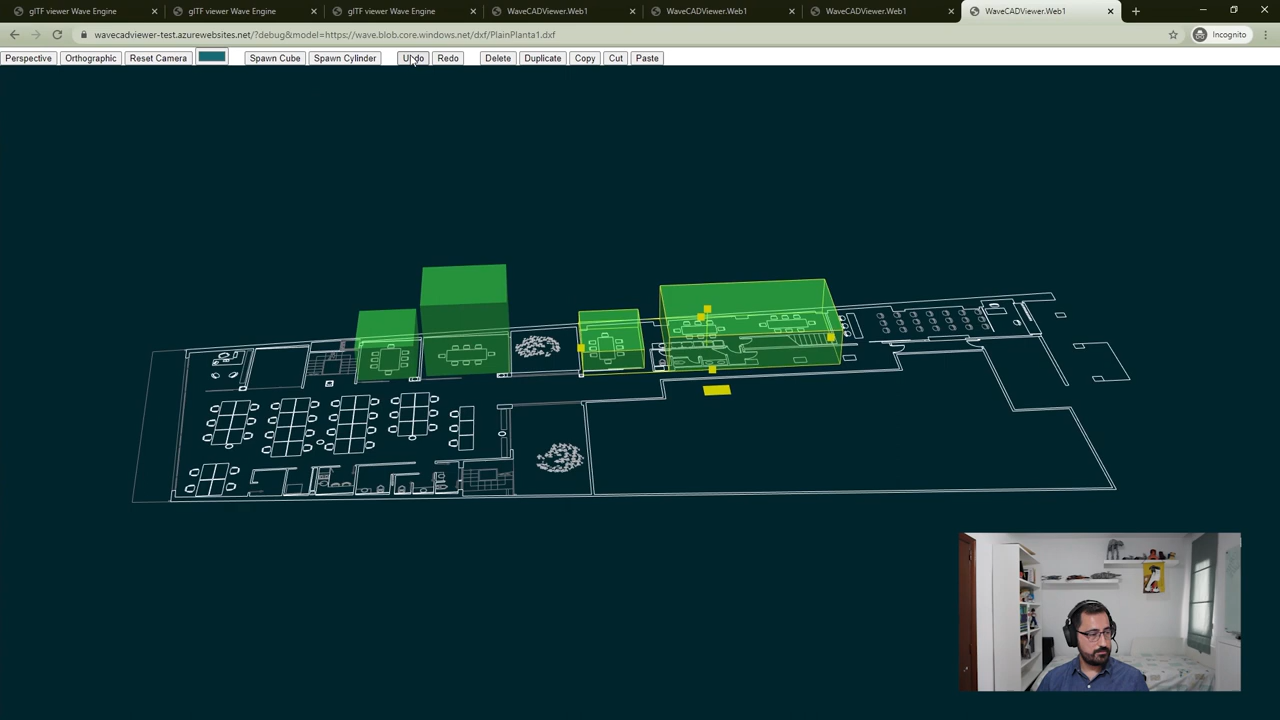 glTF viewer Wave Engine
glTF viewer Wave Engine
glTF viewer Wave Engine
WaveCADViewer.Web1
WaveCADViewer.Web1
WaveCADViewer.Web1
WaveCADViewer.Web1
wavecadviewer-test.azurewebsites.net/?debug&model=https://wave.blob.core.windows.net/dxf/PlainPlanta1.dxf
Incognito
Perspective
Orthographic
Reset Camera
Spawn Cube
Spawn Cylinder
Undo
Redo
Delete
Duplicate
Copy
Cut
Paste